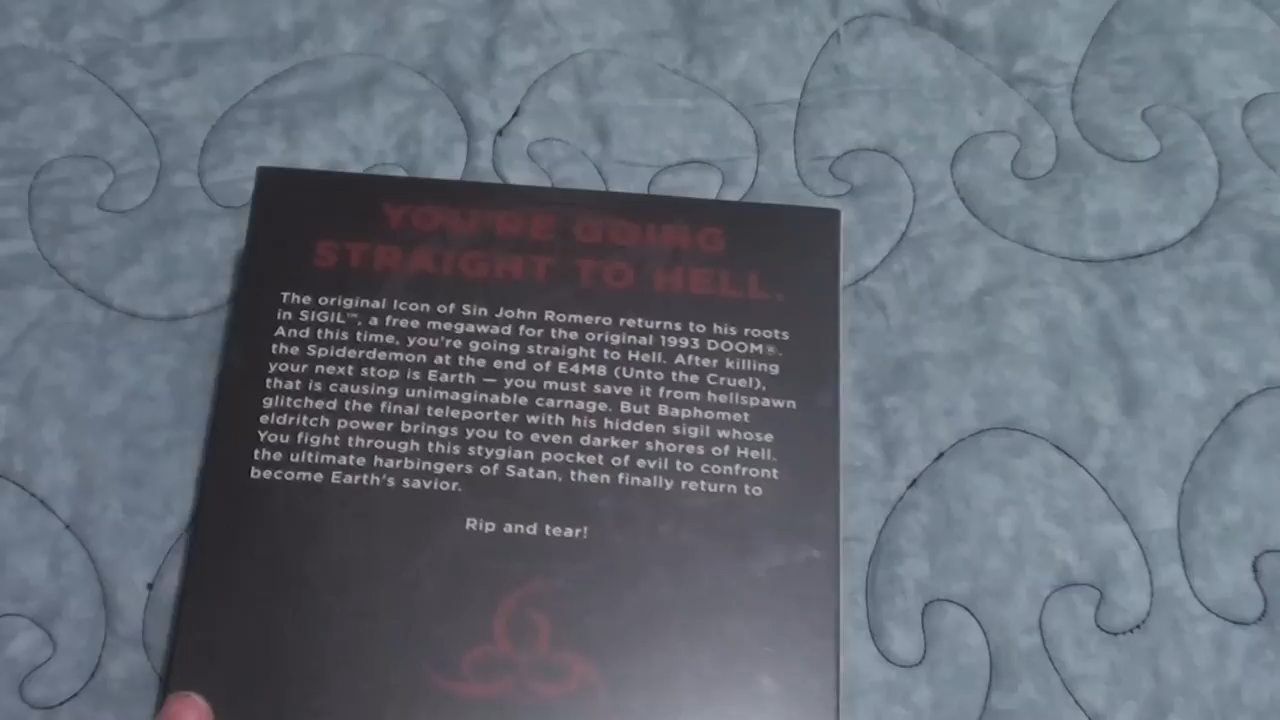 YOU'RE GOING
STRAIGHT TO HELL.
The original Icon of Sin John Romero returns to his roots
in SIGIL™, a free megawad for the original 1993 DOOM®.
And this time, you're going straight to Hell. After killing
the Spiderdemon at the end of E4M8 (Unto the Cruel),
your next stop is Earth — you must save it from hellspawn
that is causing unimaginable carnage. But Baphomet
glitched the final teleporter with his hidden sigil whose
eldritch power brings you to even darker shores of Hell.
You fight through this stygian pocket of evil to confront
the ultimate harbingers of Satan, then finally return to
become Earth's savior.
Rip and tear!